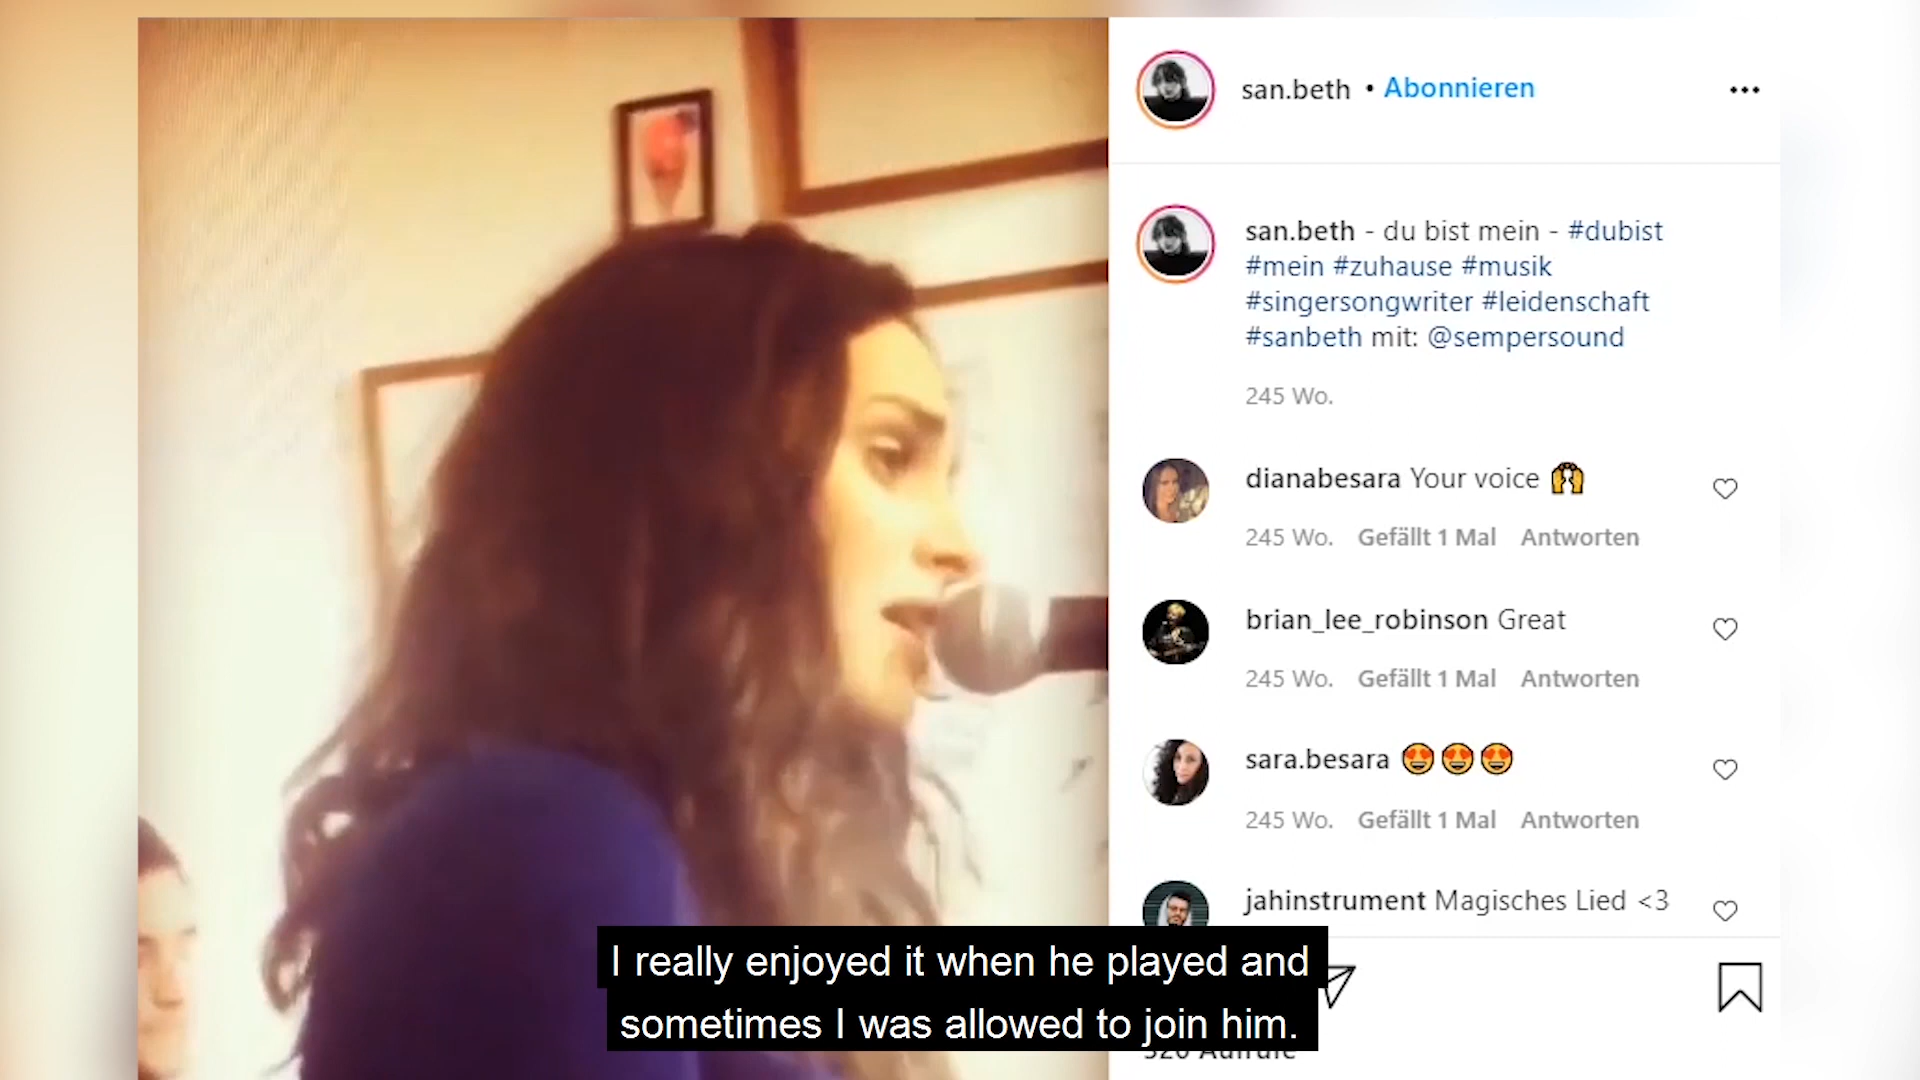 san.beth • Abonnieren
san.beth - du bist mein - #dubist
#mein #zuhause #musik
#singersongwriter #leidenschaft
#sanbeth mit: @sempersound
245 Wo.
dianabesara Your voice 🙌
245 Wo. Gefällt 1 Mal Antworten
brian_lee_robinson Great
245 Wo. Gefällt 1 Mal Antworten
sara.besara 😍😍😍
245 Wo. Gefällt 1 Mal Antworten
jahinstrument Magisches Lied <3
I really enjoyed it when he played and
sometimes I was allowed to join him.